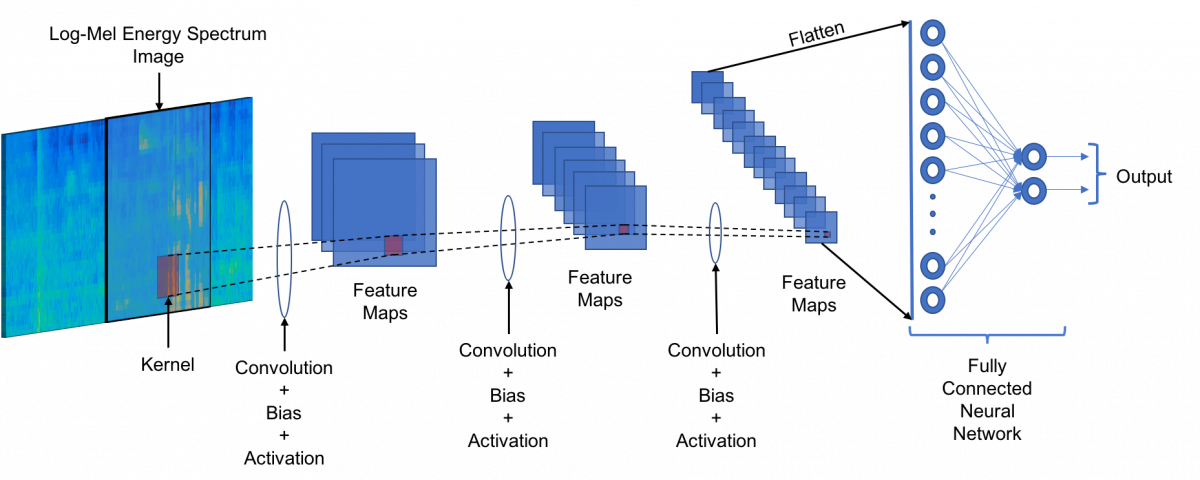 Log-Mel Energy Spectrum
Image
Kernel
Convolution
+
Bias
+
Activation
Feature
Maps
Convolution
+
Bias
+
Activation
Feature
Maps
Convolution
+
Bias
+
Activation
Feature
Maps
Flatten
Fully
Connected
Neural
Network
Output